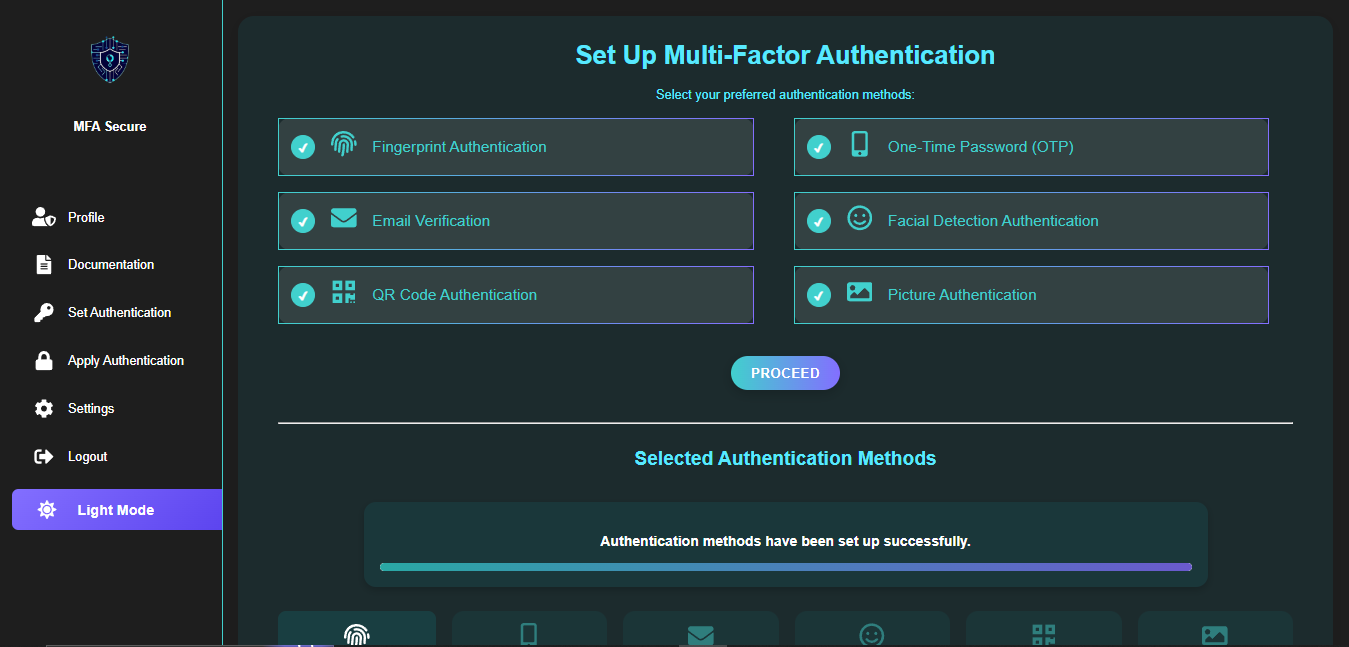 MFA Secure
Profile
Documentation
Set Authentication
Apply Authentication
Settings
Logout
Light Mode
Set Up Multi-Factor Authentication
Select your preferred authentication methods:
Fingerprint Authentication
One-Time Password (OTP)
Email Verification
Facial Detection Authentication
QR Code Authentication
Picture Authentication
PROCEED
Selected Authentication Methods
Authentication methods have been set up successfully.